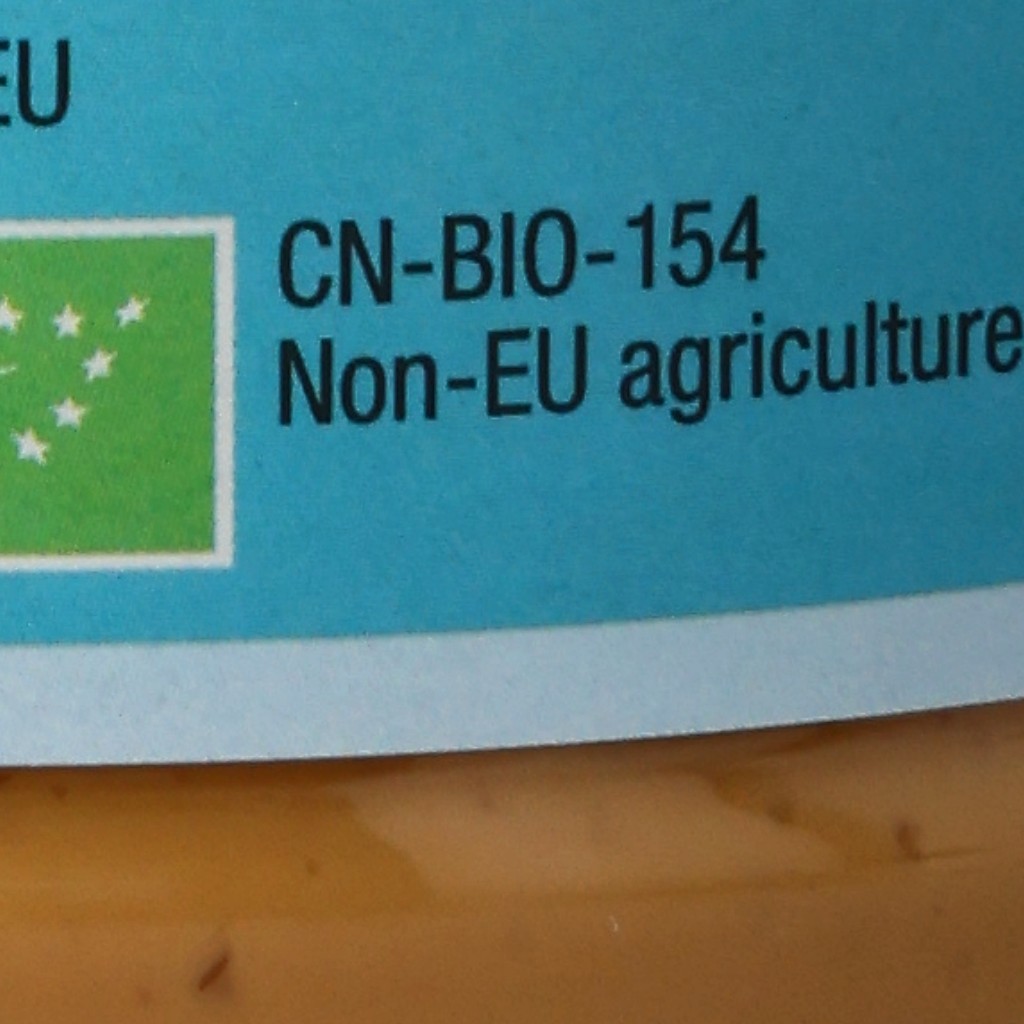 EU
CN-BIO-154
Non-EU agriculture